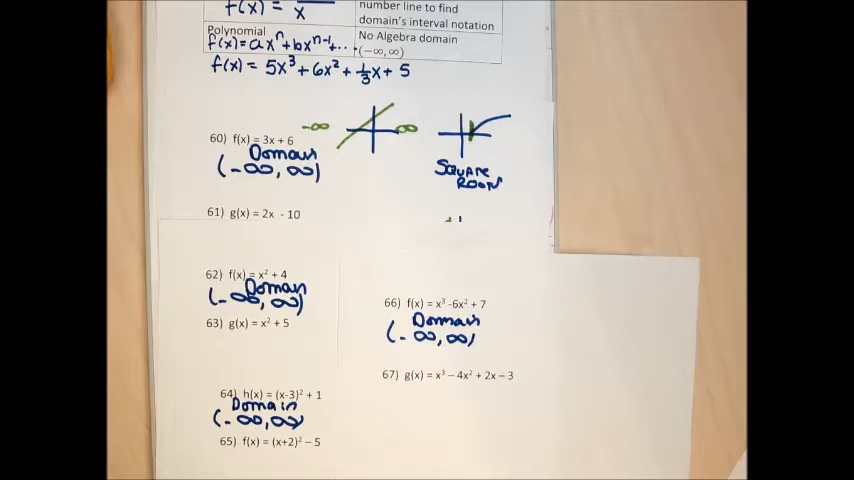 f(x) = x
number line to find
domain's interval notation
Polynomial
f(x) = axⁿ + bxⁿ⁻¹ + ...
No Algebra domain
(-∞, ∞)
f(x) = 5x³ + 6x² + 1/3x + 5
-∞ ∞
60) f(x) = 3x + 6
Domain
(-∞, ∞)
SQUARE
ROOT
61) g(x) = 2x - 10
62) f(x) = x² + 4
Domain
(-∞, ∞)
63) g(x) = x² + 5
64) h(x) = (x-3)² + 1
Domain
(-∞, ∞)
65) f(x) = (x+2)² – 5
66) f(x) = x³ -6x² + 7
Domain
(-∞, ∞)
67) g(x) = x³ – 4x² + 2x – 3